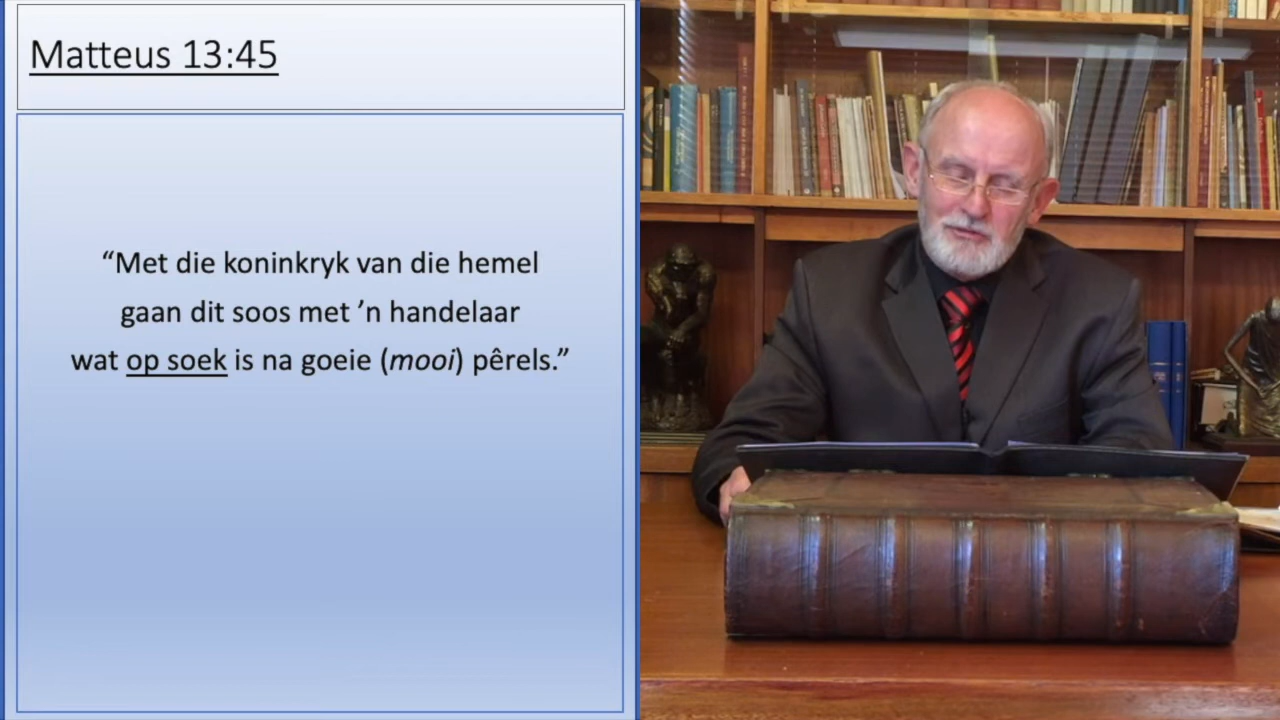 Matteus 13:45
“Met die koninkryk van die hemel
gaan dit soos met ’n handelaar
wat op soek is na goeie (mooi) pêrels.”